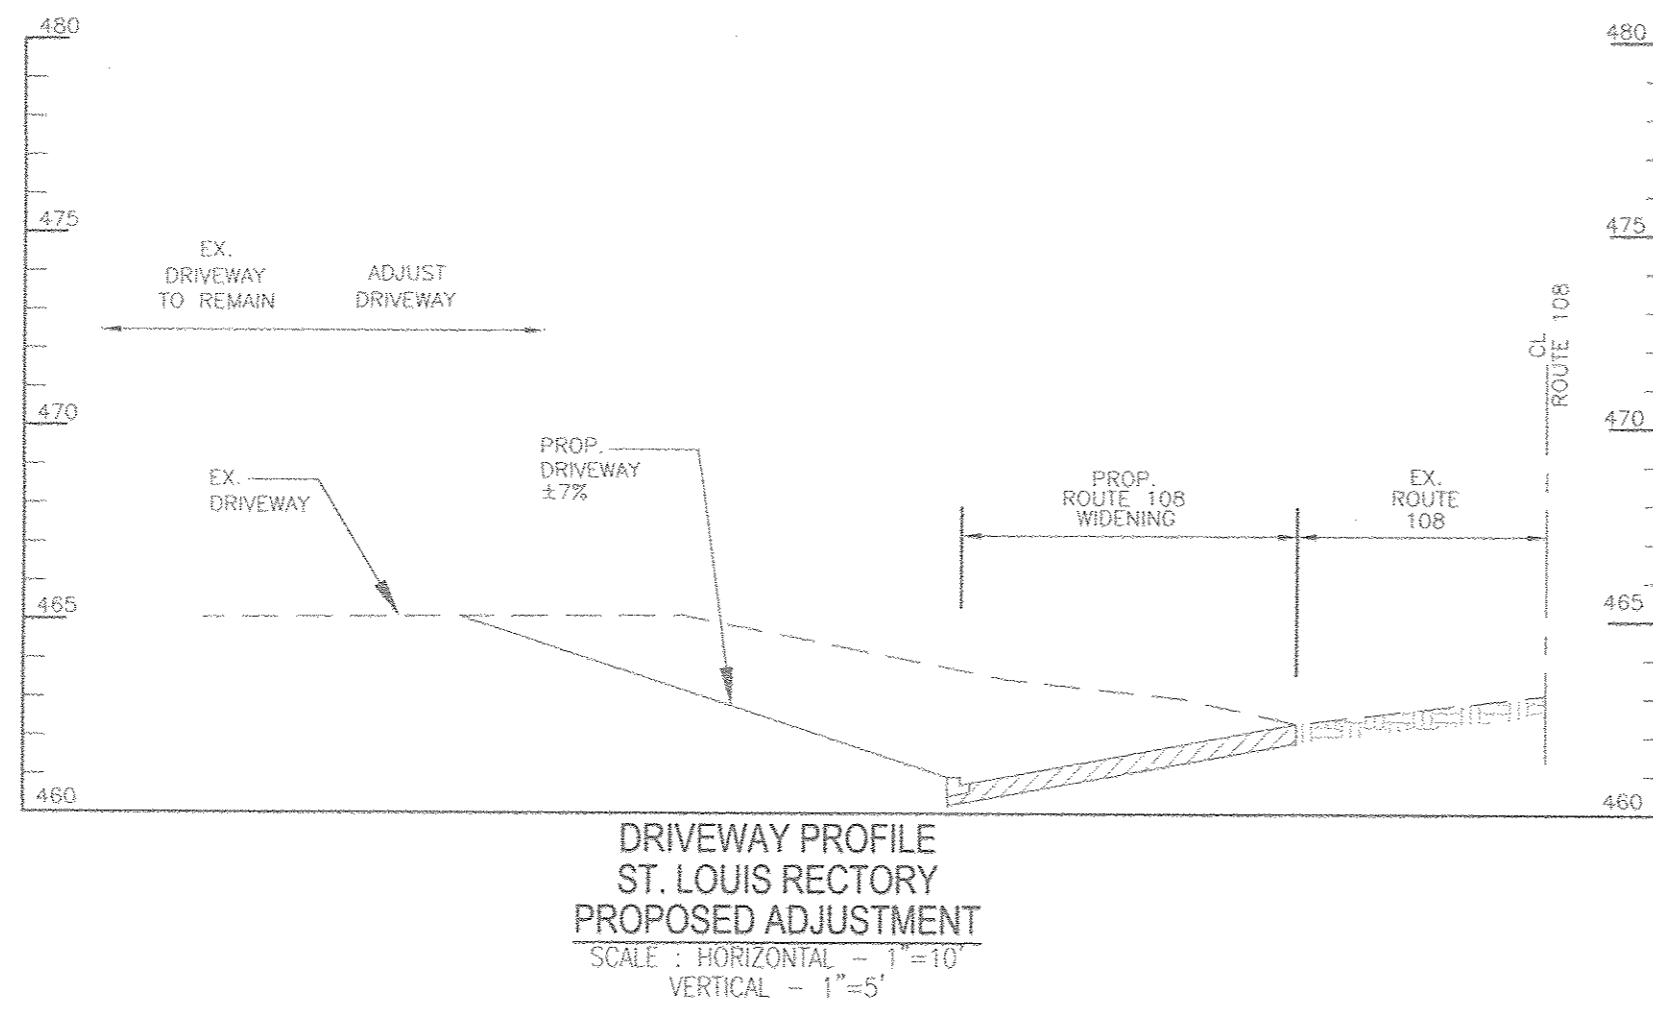 480
480
475
475
EX.
DRIVEWAY
TO REMAIN
ADJUST
DRIVEWAY
CL
ROUTE 108
470
470
EX.
DRIVEWAY
PROP.
DRIVEWAY
±7%
PROP.
ROUTE 108
WIDENING
EX.
ROUTE
108
465
465
460
460
DRIVEWAY PROFILE
ST. LOUIS RECTORY
PROPOSED ADJUSTMENT
SCALE : HORIZONTAL - 1"=10'
VERTICAL - 1"=5'